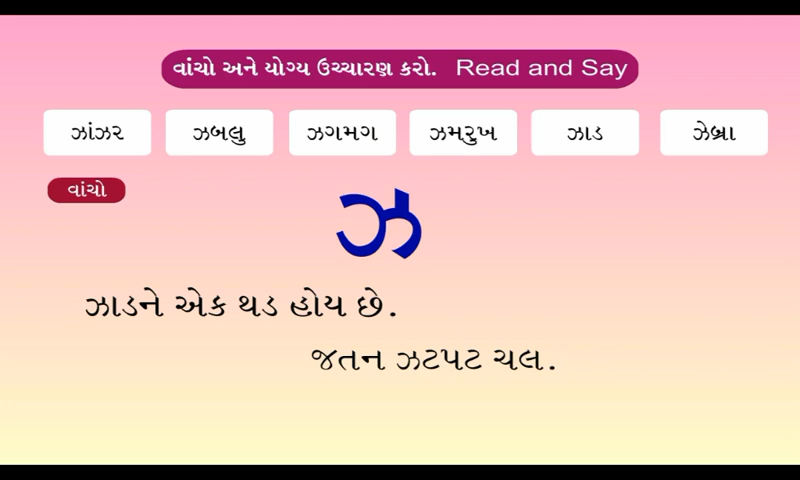 વાંચો અને યોગ્ય ઉચ્ચારણ કરો. Read and Say
ઝાંઝર ઝબલુ ઝગમગ ઝમરુખ ઝાડ ઝેબ્રા
વાંચો
ઝ
ઝાડને એક થડ હોય છે.
જતન ઝટપટ ચલ.